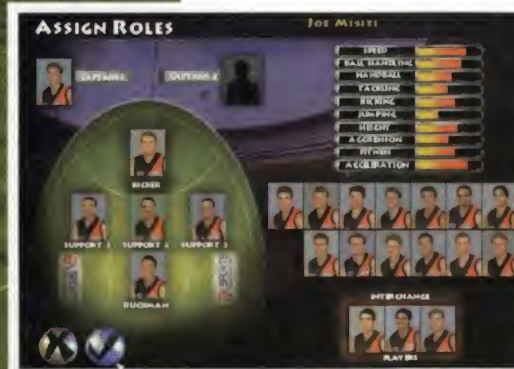 ASSIGN ROLES
JOE MISITI
CAPTAIN 1
CAPTAIN 2
SPEED
BALL HANDLING
HANDBALL
TACKLING
KICKING
JUMPING
HEIGHT
AGGRESSION
FITNESS
ACCELERATION
KICKER
SUPPORT 1 SUPPORT 2 SUPPORT 3
RUCKMAN
INTERCHANGE
PLAYERS